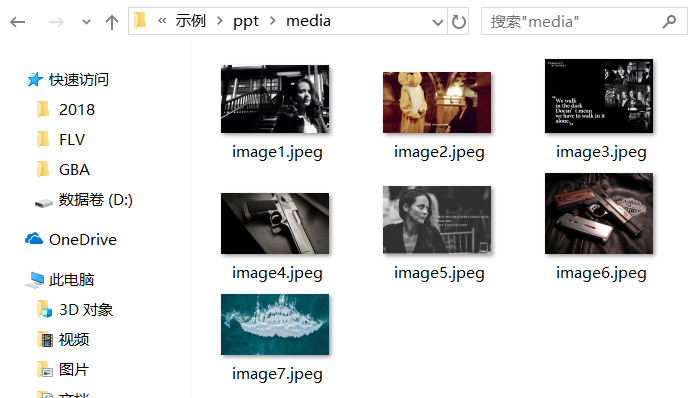 示例 ppt media
搜索"media"
快速访问
2018
FLV
GBA
数据卷 (D:)
OneDrive
此电脑
3D 对象
视频
图片
image1.jpeg
image2.jpeg
We walk
in the dark
Doesn't mean
we have to walk in it
alone.
image3.jpeg
image4.jpeg
image5.jpeg
image6.jpeg
image7.jpeg